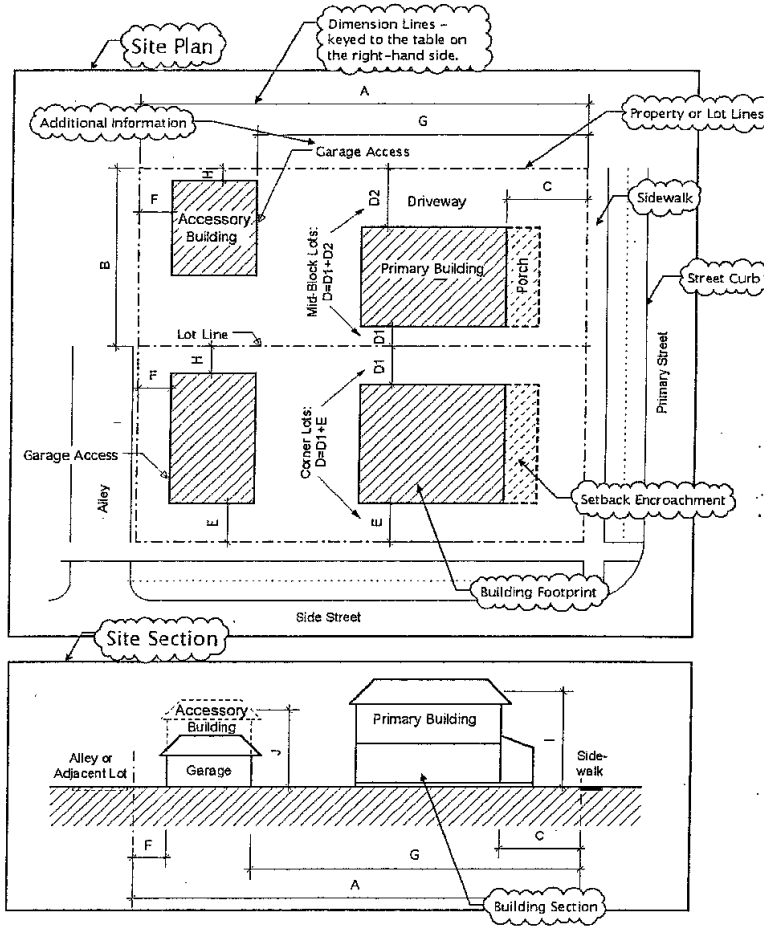 Site Plan
Dimension Lines –
keyed to the table on
the right-hand side.
A
Additional Information
G
Property or Lot Lines
Garage Access
H
F
Accessory
Building
D2
Driveway
C
Sidewalk
B
Mid-Block Lots:
D=D1+D2
Primary Building
Porch
Street Curb
Lot Line
D1
H
D1
F
Primary Street
Corner Lots:
D=D1+E
Garage Access
Alley
Setback Encroachment
E
E
Building Footprint
Side Street
Site Section
Accessory
Building
Primary Building
J
I
Alley or
Adjacent Lot
Garage
Side-
walk
F
C
G
A
Building Section